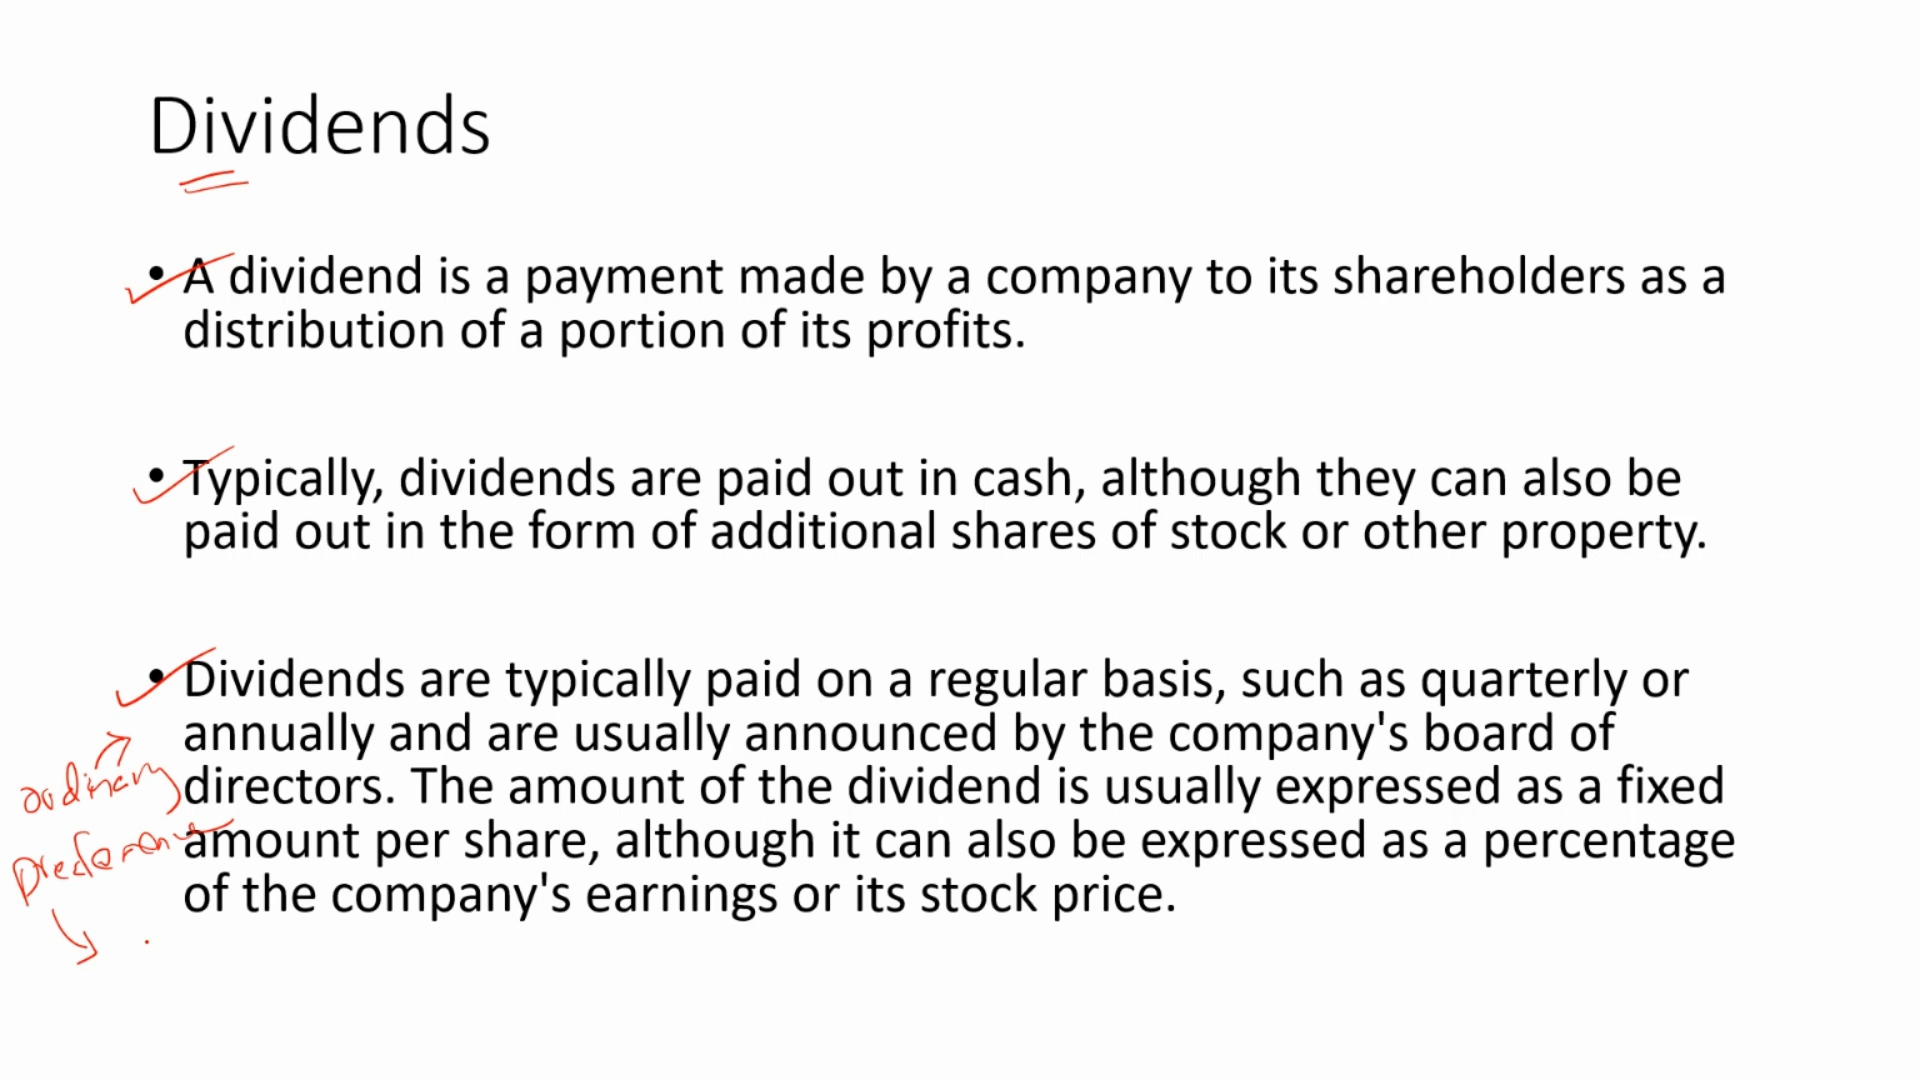 Dividends
• A dividend is a payment made by a company to its shareholders as a
distribution of a portion of its profits.
• Typically, dividends are paid out in cash, although they can also be
paid out in the form of additional shares of stock or other property.
• Dividends are typically paid on a regular basis, such as quarterly or
annually and are usually announced by the company's board of
directors. The amount of the dividend is usually expressed as a fixed
amount per share, although it can also be expressed as a percentage
of the company's earnings or its stock price.
ordinary
preference